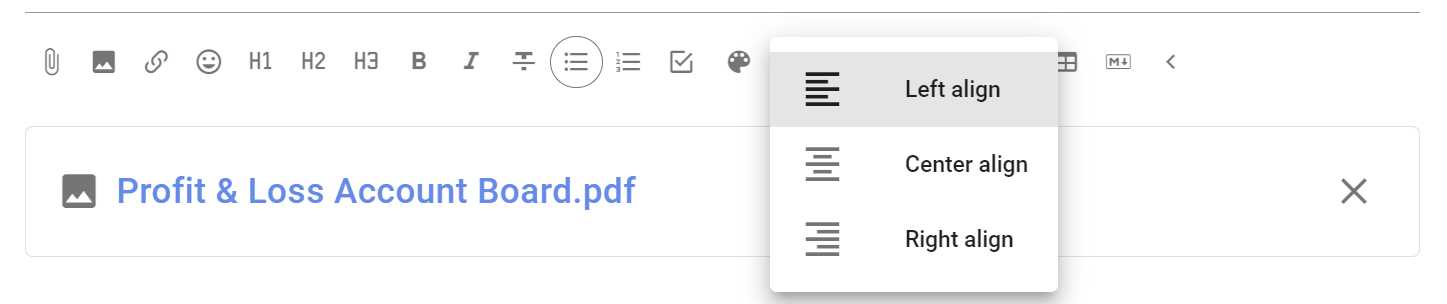 H1 H2 H3 B I M
Left align
Center align
Right align
Profit & Loss Account Board.pdf